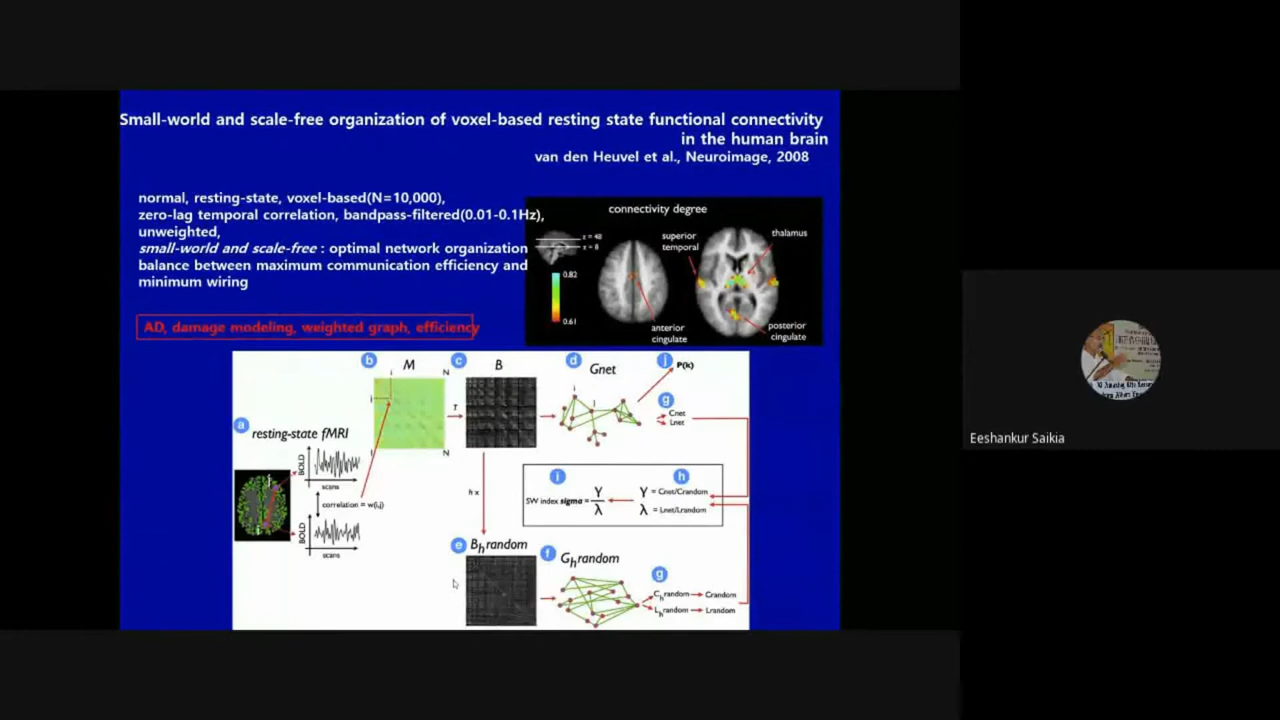 Small-world and scale-free organization of voxel-based resting state functional connectivity
in the human brain
van den Heuvel et al., Neuroimage, 2008
normal, resting-state, voxel-based(N=10,000),
zero-lag temporal correlation, bandpass-filtered(0.01-0.1Hz),
unweighted,
small-world and scale-free : optimal network organization
balance between maximum communication efficiency and
minimum wiring
AD, damage modeling, weighted graph, efficiency
connectivity degree
superior
temporal
thalamus
z = 48
z = 8
0.82
0.61
anterior
cingulate
posterior
cingulate
a
resting-state fMRI
BOLD
scans
correlation = w(i,j)
BOLD
scans
b
M
i
N
j
N
T
c
B
d
Gnet
i
j
j
P(k)
g
Cnet
Lnet
h x
i
SW index sigma = γ
λ
h
γ = Cnet/Crandom
λ = Lnet/Lrandom
e
Bhrandom
f
Ghrandom
g
Chrandom
Crandom
Lhrandom
Lrandom
Eeshankur Saikia